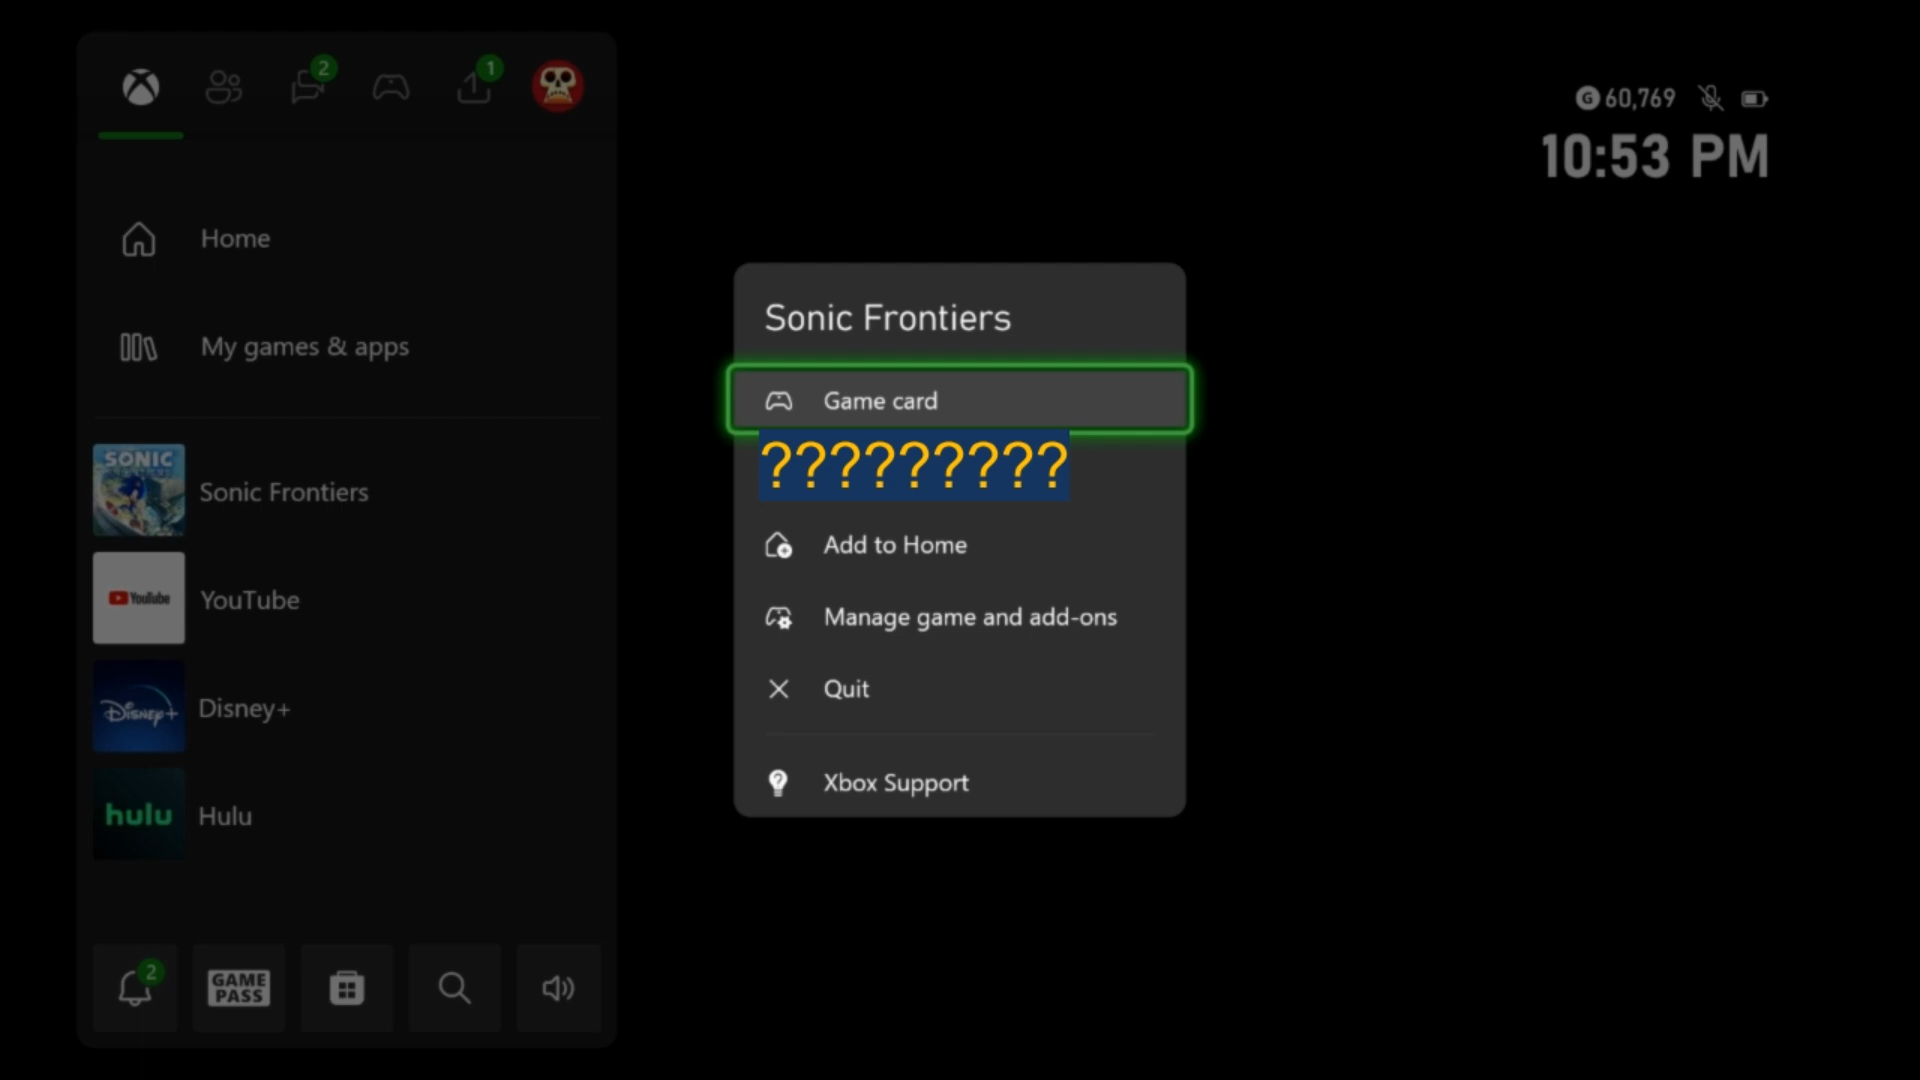 2
1
G 60,769
10:53 PM
Home
My games & apps
SONIC
Sonic Frontiers
YouTube
YouTube
Disney+
Disney+
hulu
Hulu
2
GAME
PASS
Sonic Frontiers
Game card
?????????
Add to Home
Manage game and add-ons
Quit
Xbox Support